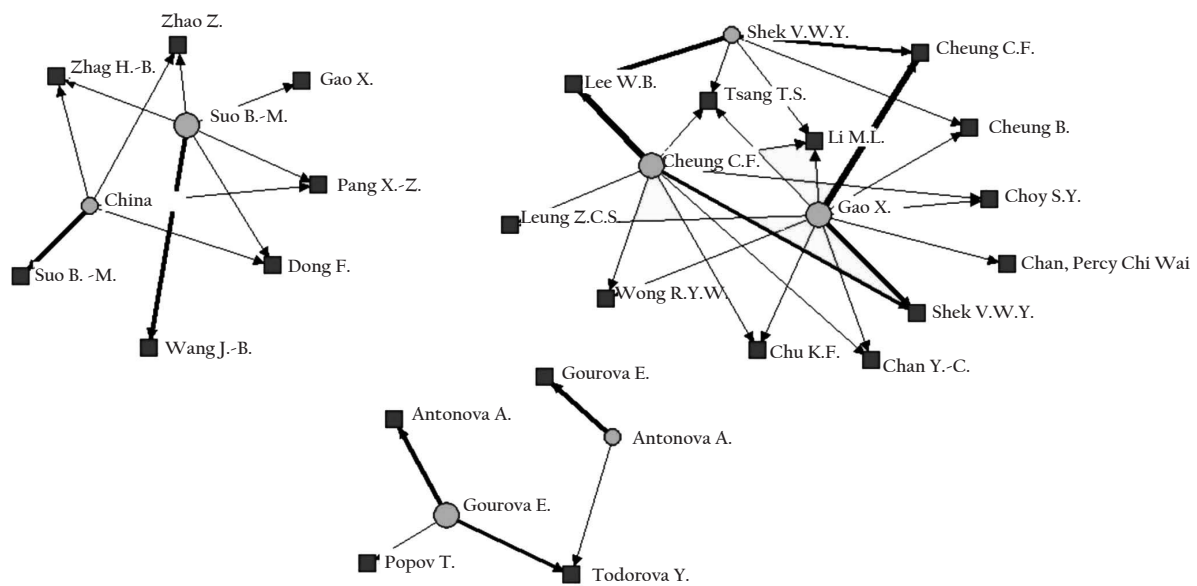 Zhao Z.
Zhag H.-B.
Gao X.
Suo B.-M.
Pang X.-Z.
China
Suo B. -M.
Dong F.
Wang J.-B.
Shek V.W.Y.
Cheung C.F.
Lee W.B.
Tsang T.S.
Cheung B.
Li M.L.
Cheung C.F.
Choy S.Y.
Gao X.
Leung Z.C.S.
Chan, Percy Chi Wai
Wong R.Y.W.
Shek V.W.Y.
Chu K.F.
Chan Y.-C.
Gourova E.
Antonova A.
Antonova A.
Gourova E.
Popov T.
Todorova Y.